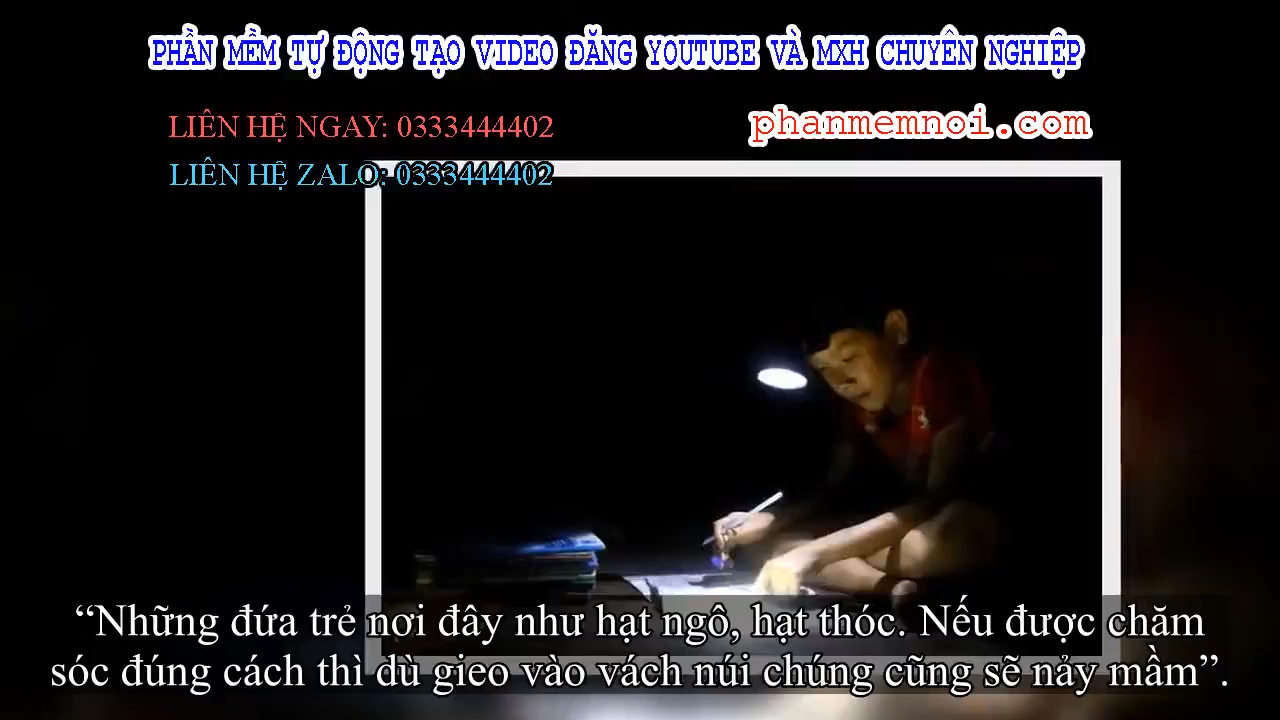 PHẦN MỀM TỰ ĐỘNG TẠO VIDEO ĐĂNG YOUTUBE VÀ MXH CHUYÊN NGHIỆP
LIÊN HỆ NGAY: 0333444402
phanmemnoi.com
LIÊN HỆ ZALO: 0333444402
“Những đứa trẻ nơi đây như hạt ngô, hạt thóc. Nếu được chăm
sóc đúng cách thì dù gieo vào vách núi chúng cũng sẽ nảy mầm”.